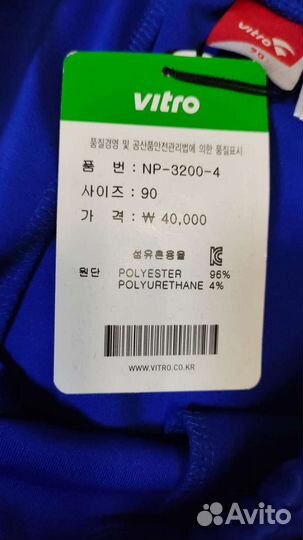 vitro
90
vitro
품질경영 및 공산품안전관리법에 의한 품질표시
품 번 : NP-3200-4
사이즈 : 90
가 격 : ₩ 40,000
섬유혼용율
원단 POLYESTER 96%
POLYURETHANE 4%
WWW.VITRO.CO.KR
Avito